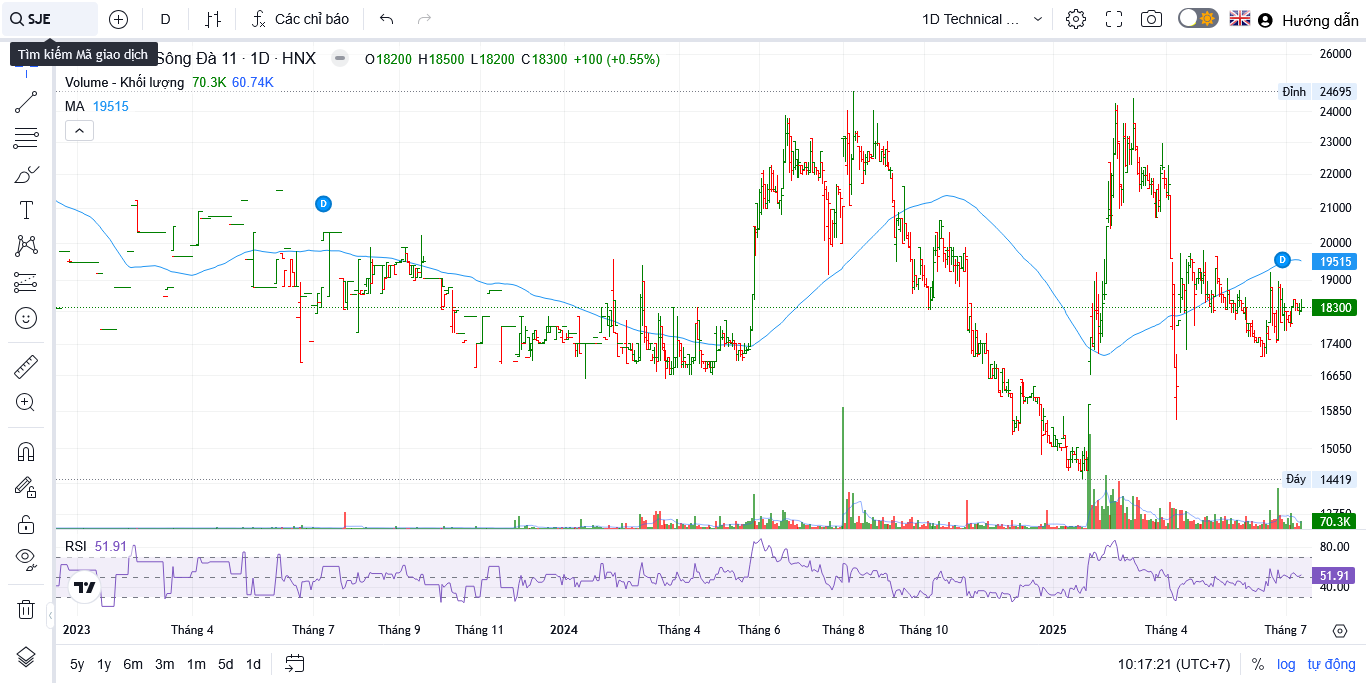 SJE
D
Các chỉ báo
1D Technical ...
Hướng dẫn
Tìm kiếm Mã giao dịch
Sông Đà 11 · 1D · HNX
O18200 H18500 L18200 C18300 +100 (+0.55%)
Volume - Khối lượng 70.3K 60.74K
MA 19515
26000
Đỉnh 24695
24000
23000
22000
21000
20000
D
D
19515
19000
18300
17400
16650
15850
15050
Đáy 14419
13750
70.3K
RSI 51.91
80.00
51.91
40.00
2023 Tháng 4 Tháng 7 Tháng 9 Tháng 11 2024 Tháng 4 Tháng 6 Tháng 8 Tháng 10 2025 Tháng 4 Tháng 7
5y 1y 6m 3m 1m 5d 1d
10:17:21 (UTC+7) % log tự động